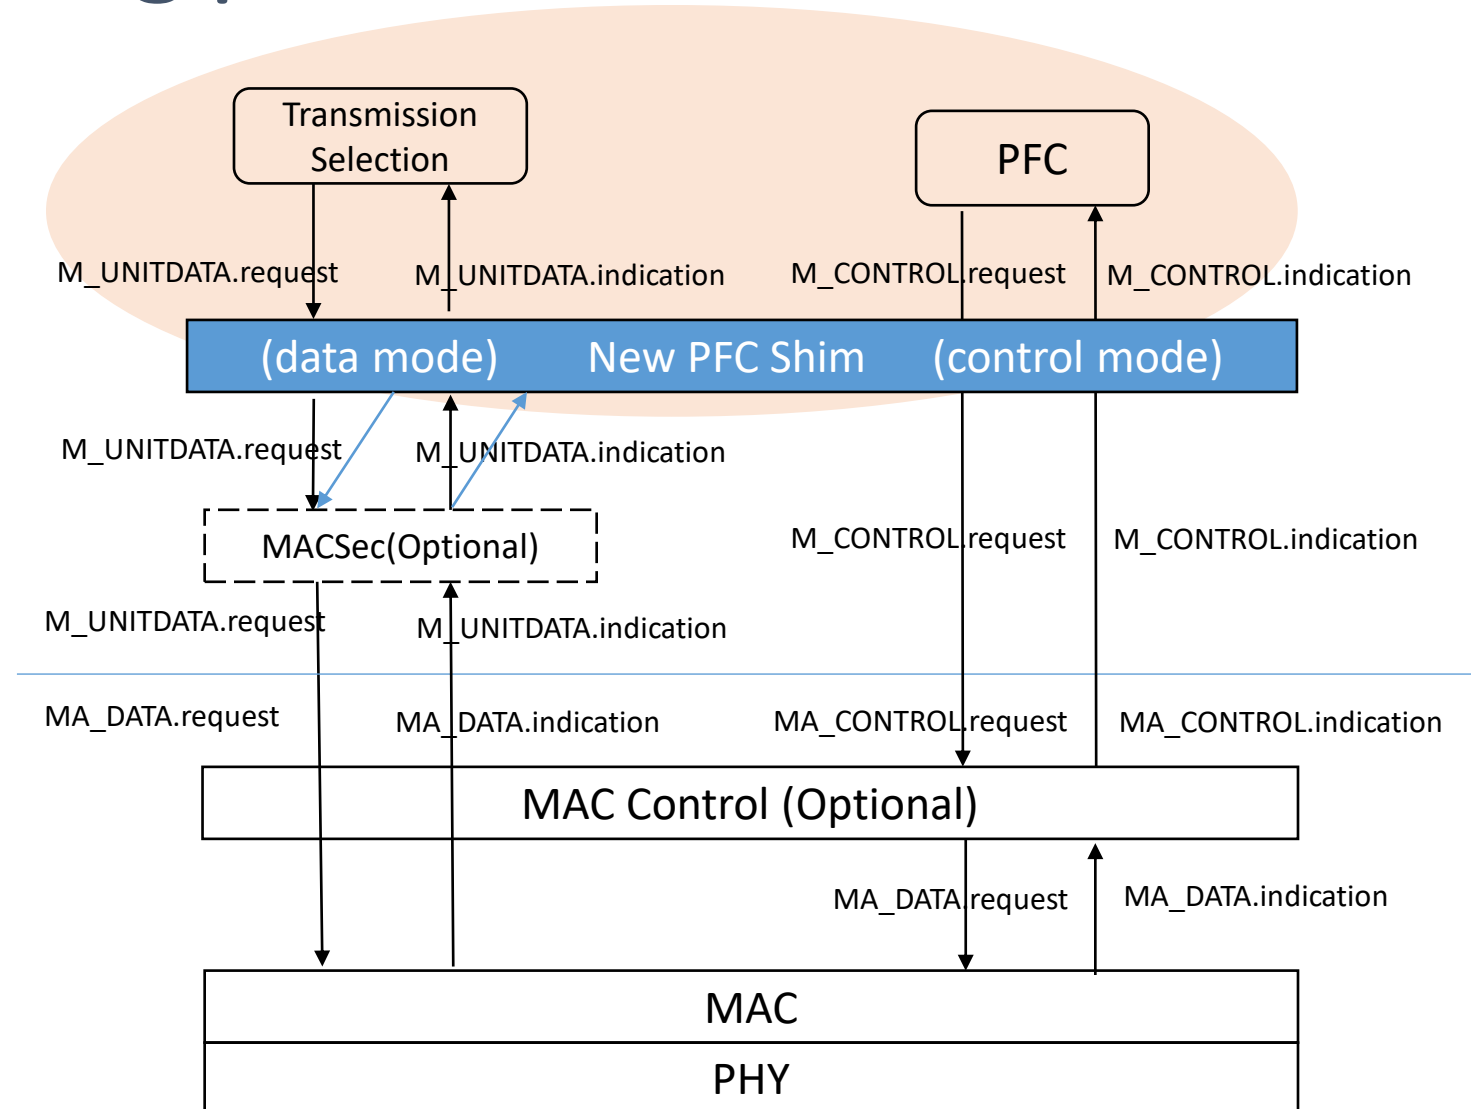 Transmission
Selection
PFC
M_UNITDATA.request
M_UNITDATA.indication
M_CONTROL.request
M_CONTROL.indication
(data mode)
New PFC Shim
(control mode)
M_UNITDATA.request
M_UNITDATA.indication
MACSec(Optional)
M_CONTROL.request
M_CONTROL.indication
M_UNITDATA.request
M_UNITDATA.indication
MA_DATA.request
MA_DATA.indication
MA_CONTROL.request
MA_CONTROL.indication
MAC Control (Optional)
MA_DATA.request
MA_DATA.indication
MAC
PHY